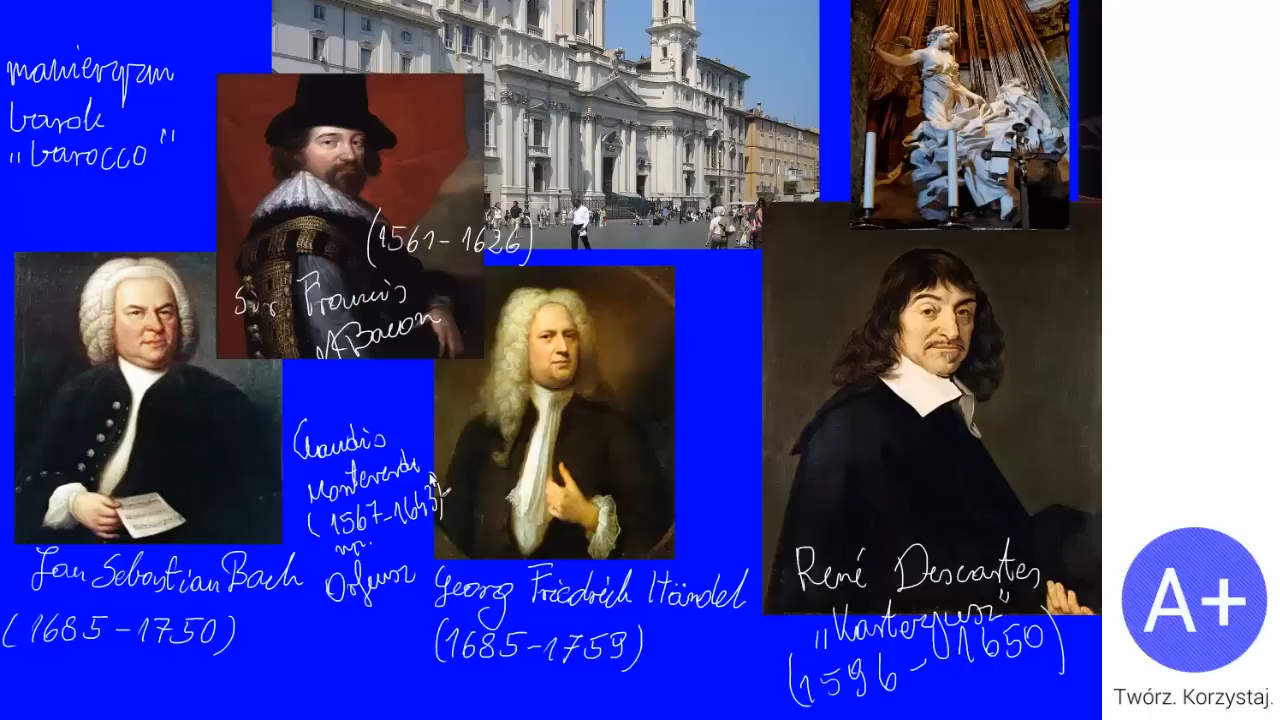 manieryzm
barok
„barocco"
(1561-1626)
Sir Francis
Bacon
Claudio
Monteverdi
(1567-1643)
np.
Orfeusz
Jan Sebastian Bach
(1685-1750)
Georg Friedrich Händel
(1685-1759)
René Descartes
„Kartezjusz"
(1596-1650)
A+
Twórz. Korzystaj.